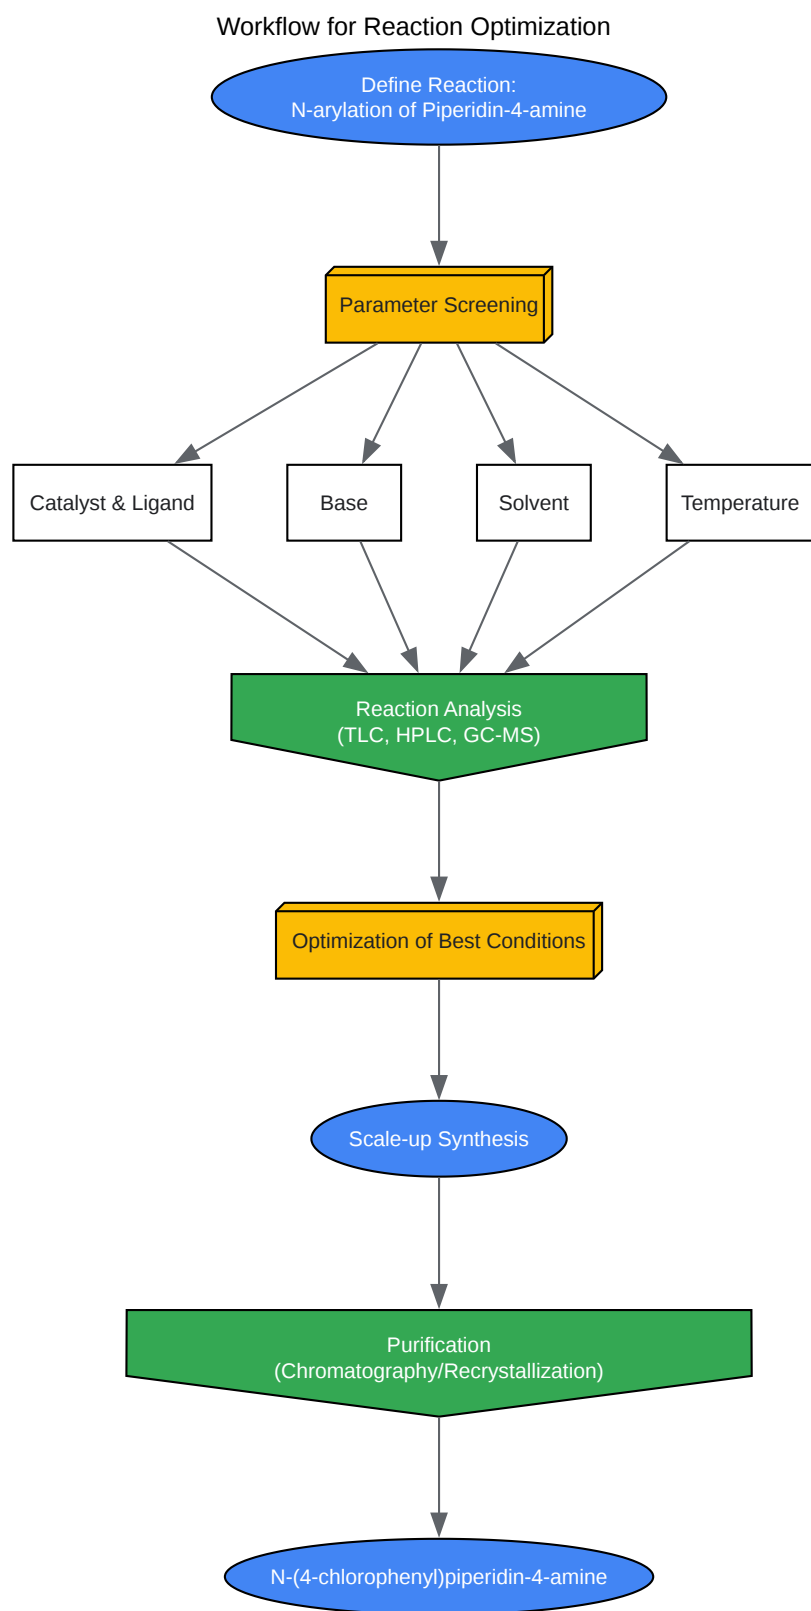 Workflow for Reaction Optimization
Define Reaction:
N-arylation of Piperidin-4-amine
Parameter Screening
Catalyst & Ligand
Base
Solvent
Temperature
Reaction Analysis
(TLC, HPLC, GC-MS)
Optimization of Best Conditions
Scale-up Synthesis
Purification
(Chromatography/Recrystallization)
N-(4-chlorophenyl)piperidin-4-amine